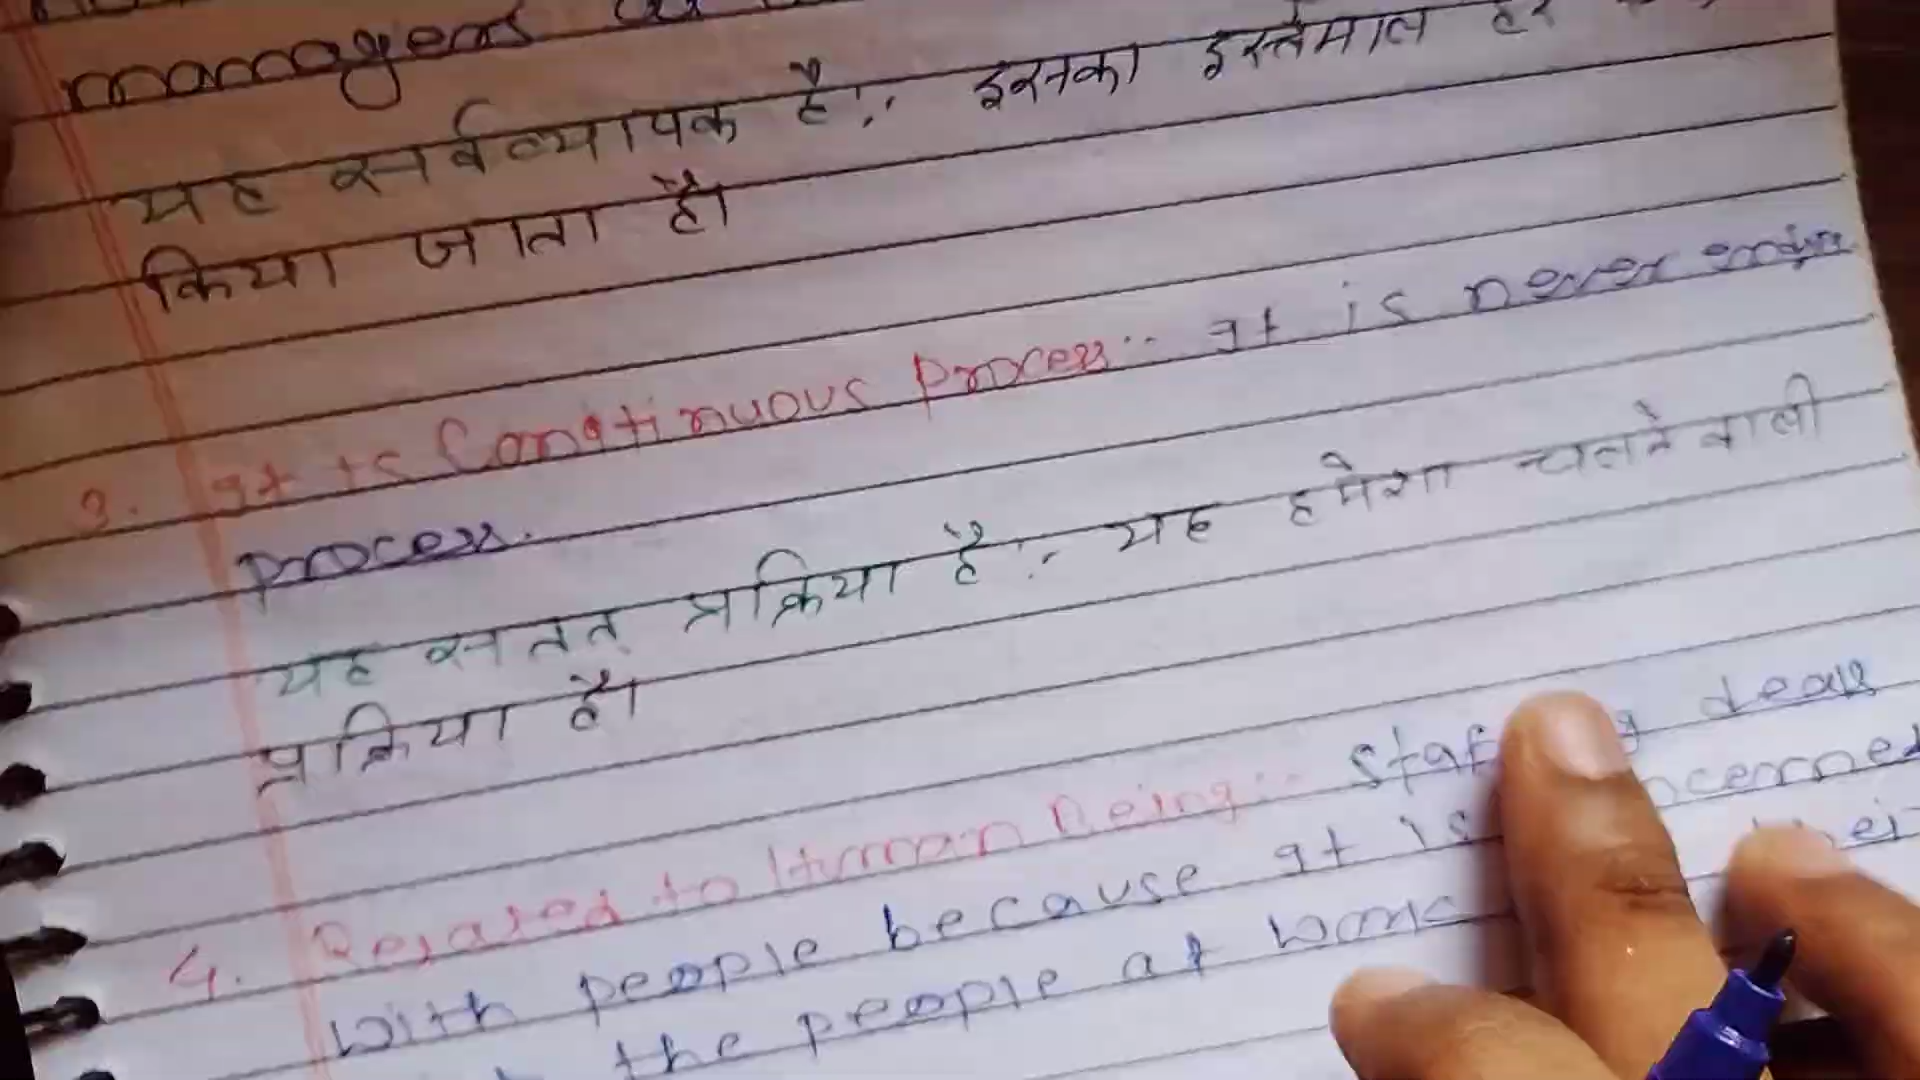 managers
यह सर्वव्यापक है:- इसका इस्तेमाल हर
किया जाता है।
3. It is Conntinuous Process:- It is never ending
process.
यह सतत् प्रक्रिया है:- यह हमेशा चलने वाली
प्रक्रिया है।
4. Related to Human Being:- deals
with people because it is
the people at work